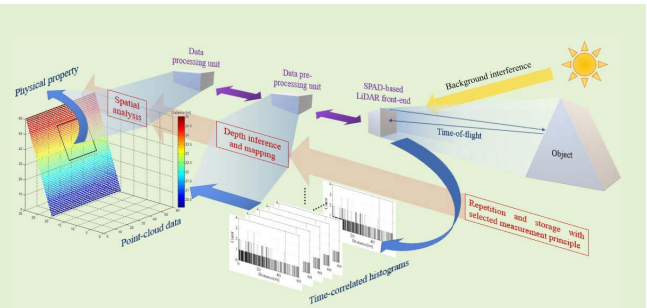 Data
processing unit
Data pre-
processing unit
SPAD-based
LiDAR front-end
Background interference
Physical property
Spatial
analysis
Time-of-flight
Depth inference
and mapping
Object
Repetition and storage with
selected measurement principle
Point-cloud data
Time-correlated histograms